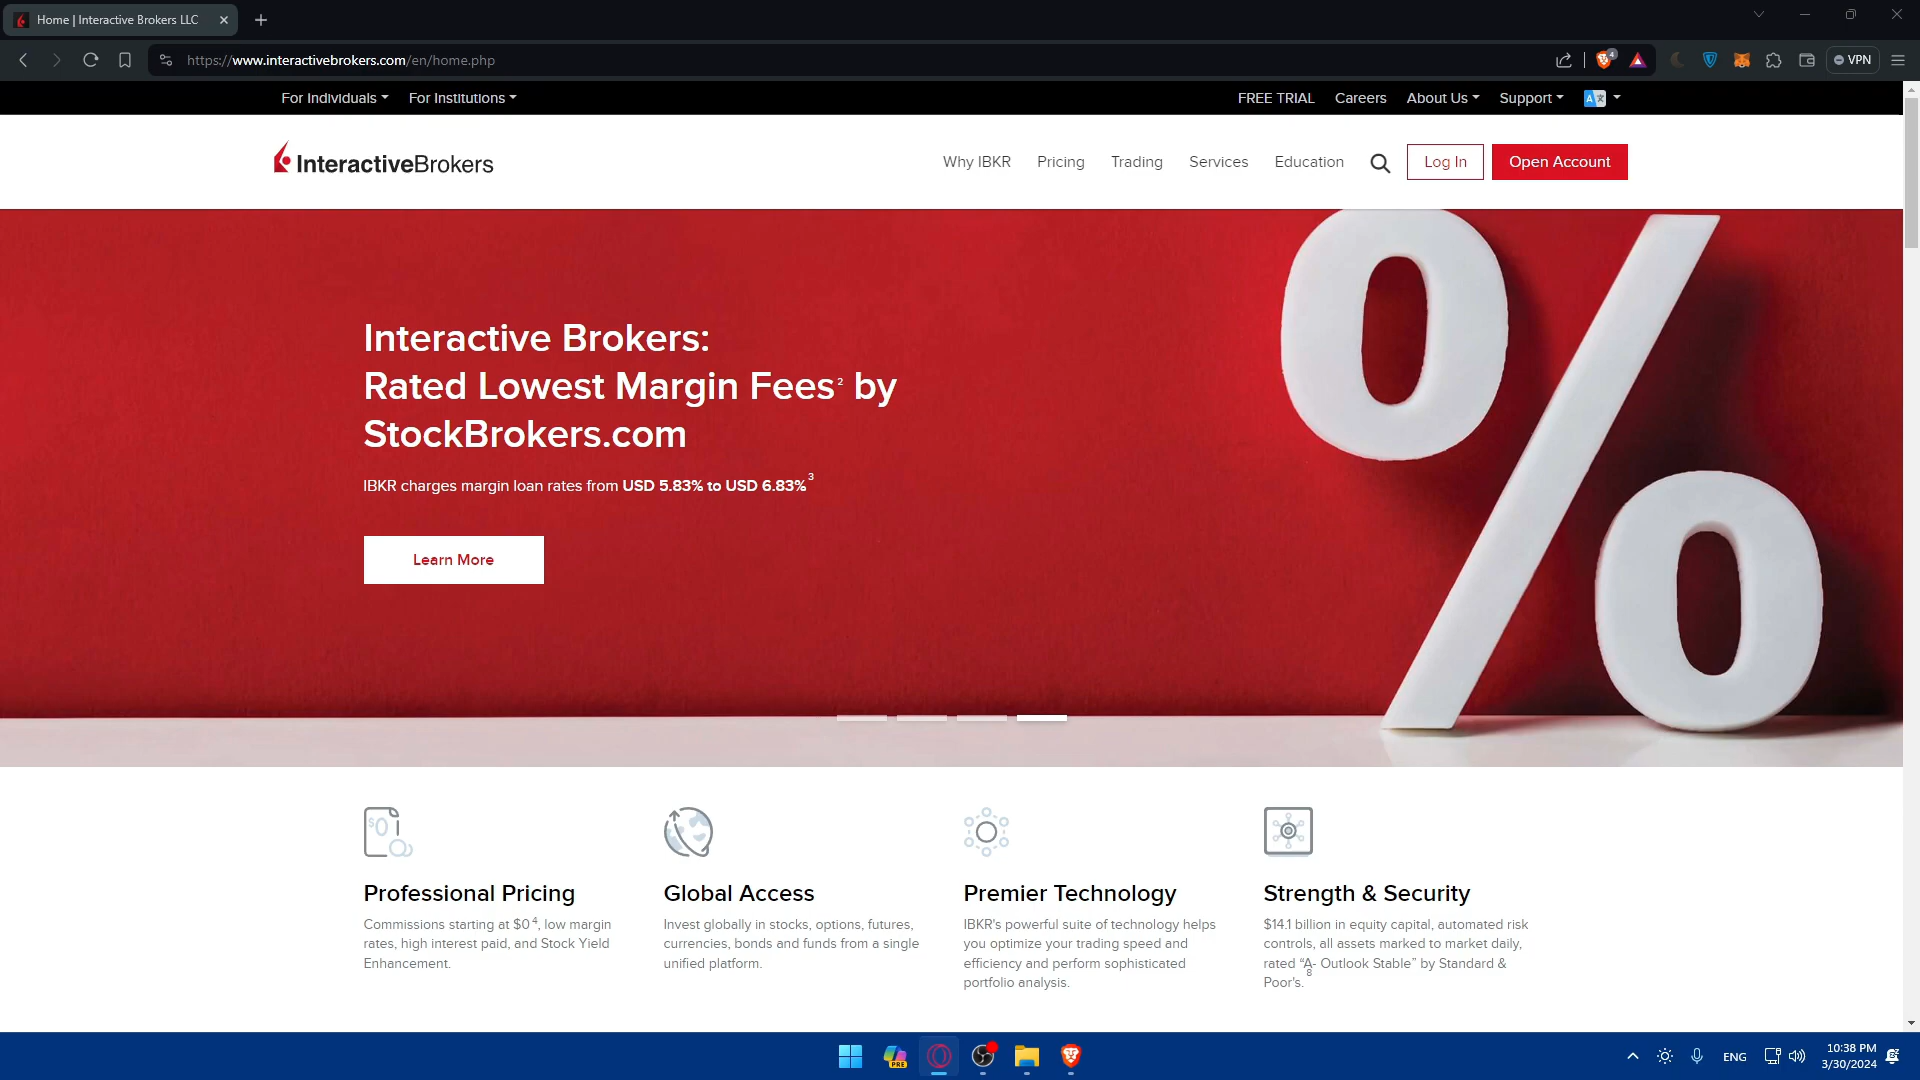 Home | Interactive Brokers LLC
https://www.interactivebrokers.com/en/home.php
4
VPN
For Individuals For Institutions FREE TRIAL Careers About Us Support
InteractiveBrokers Why IBKR Pricing Trading Services Education Log In Open Account
Interactive Brokers:
Rated Lowest Margin Fees² by
StockBrokers.com
IBKR charges margin loan rates from USD 5.83% to USD 6.83%³
Learn More
%
Professional Pricing
Commissions starting at $0⁴, low margin
rates, high interest paid, and Stock Yield
Enhancement.
Global Access
Invest globally in stocks, options, futures,
currencies, bonds and funds from a single
unified platform.
Premier Technology
IBKR's powerful suite of technology helps
you optimize your trading speed and
efficiency and perform sophisticated
portfolio analysis.
Strength & Security
$14.1 billion in equity capital, automated risk
controls, all assets marked to market daily,
rated “A- Outlook Stable” by Standard &
Poor's.
PRE
ENG
10:38 PM
3/30/2024